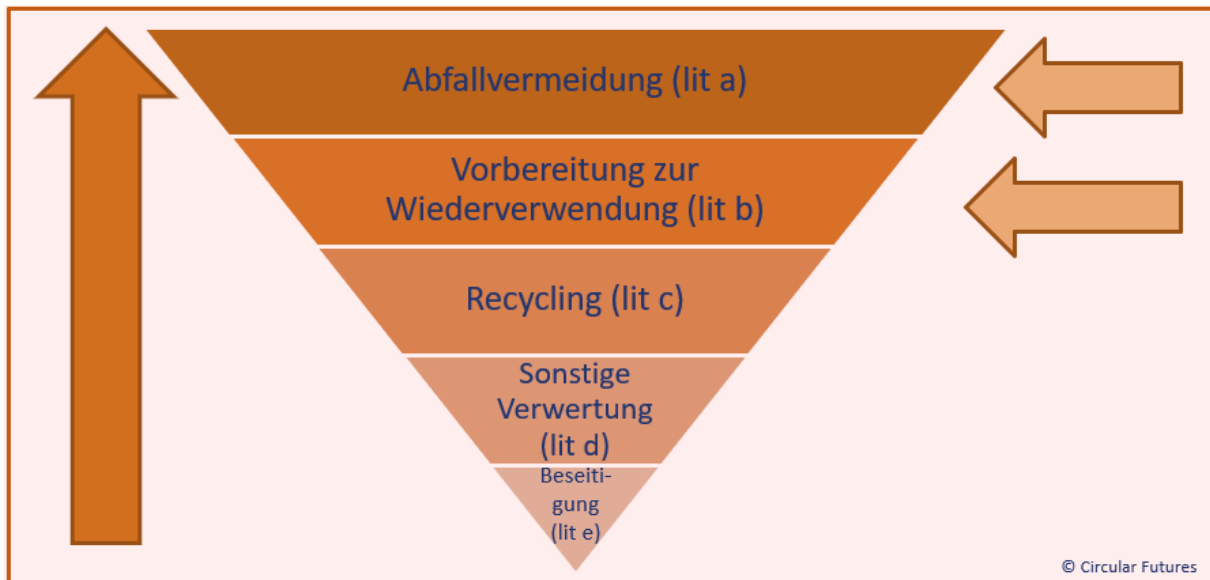 Abfallvermeidung (lit a)
Vorbereitung zur
Wiederverwendung (lit b)
Recycling (lit c)
Sonstige
Verwertung
(lit d)
Beseiti-
gung
(lit e)
© Circular Futures